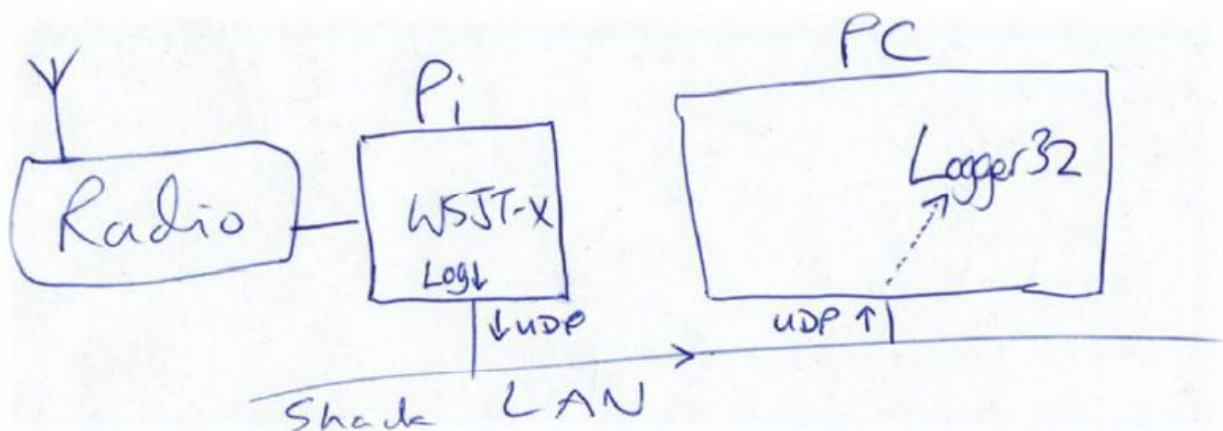 PC
Pi
Radio
WSJT-X
Log↓
Logger32
↓UDP
UDP↑
Shack LAN